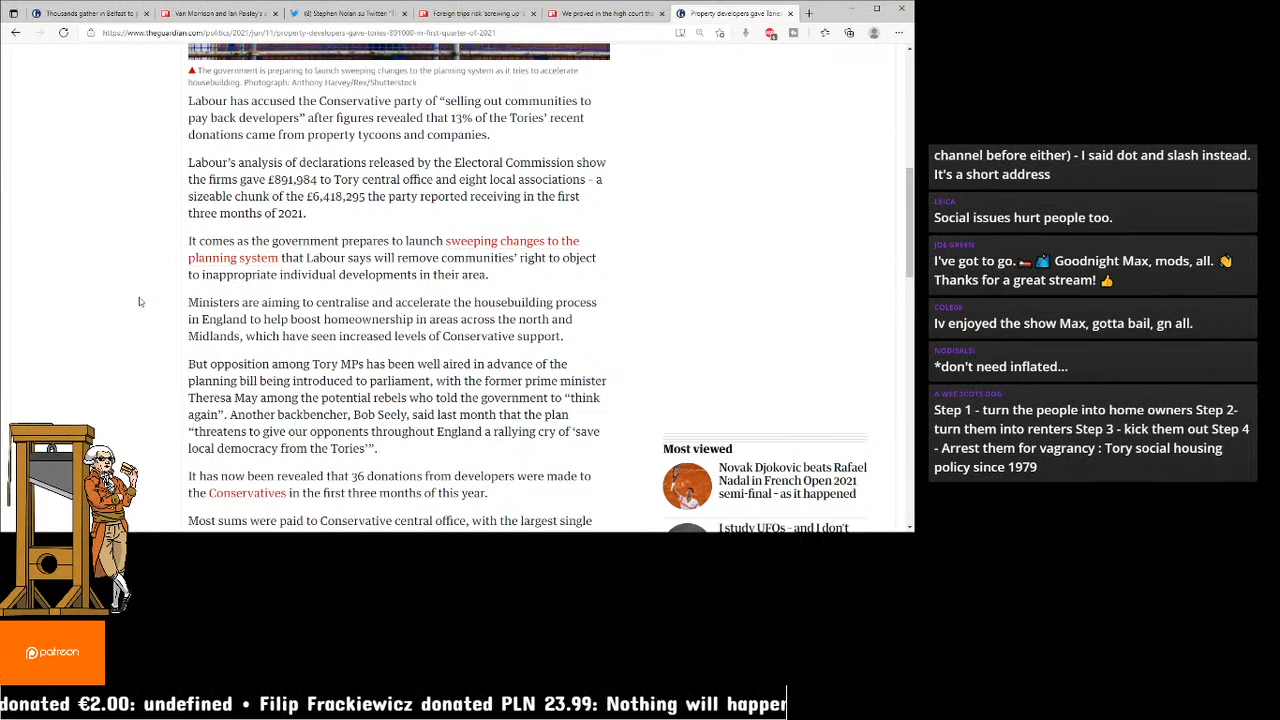 Thousands gather in Belfast to p
Van Morrison and Ian Paisley's a
(8) Stephen Nolan su Twitter: "T
Foreign trips risk 'screwing up' o
We proved in the high court tha
Property developers gave Tories
https://www.theguardian.com/politics/2021/jun/11/property-developers-gave-tories-891000-in-first-quarter-of-2021
The government is preparing to launch sweeping changes to the planning system as it tries to accelerate
housebuilding. Photograph: Anthony Harvey/Rex/Shutterstock
Labour has accused the Conservative party of “selling out communities to
pay back developers” after figures revealed that 13% of the Tories’ recent
donations came from property tycoons and companies.
Labour’s analysis of declarations released by the Electoral Commission show
the firms gave £891,984 to Tory central office and eight local associations – a
sizeable chunk of the £6,418,295 the party reported receiving in the first
three months of 2021.
It comes as the government prepares to launch sweeping changes to the
planning system that Labour says will remove communities’ right to object
to inappropriate individual developments in their area.
Ministers are aiming to centralise and accelerate the housebuilding process
in England to help boost homeownership in areas across the north and
Midlands, which have seen increased levels of Conservative support.
But opposition among Tory MPs has been well aired in advance of the
planning bill being introduced to parliament, with the former prime minister
Theresa May among the potential rebels who told the government to “think
again”. Another backbencher, Bob Seely, said last month that the plan
“threatens to give our opponents throughout England a rallying cry of ‘save
local democracy from the Tories’”.
It has now been revealed that 36 donations from developers were made to
the Conservatives in the first three months of this year.
Most sums were paid to Conservative central office, with the largest single
Most viewed
Novak Djokovic beats Rafael
Nadal in French Open 2021
semi-final – as it happened
I study UFOs – and I don’t
channel before either) - I said dot and slash instead.
It's a short address
LEICA
Social issues hurt people too.
JOE GREEN
I've got to go. Goodnight Max, mods, all.
Thanks for a great stream!
COLE08
Iv enjoyed the show Max, gotta bail, gn all.
NODISALSI
*don't need inflated...
A WEE SCOTS DOG
Step 1 - turn the people into home owners Step 2-
turn them into renters Step 3 - kick them out Step 4
- Arrest them for vagrancy : Tory social housing
policy since 1979
patreon
donated €2.00: undefined • Filip Frackiewicz donated PLN 23.99: Nothing will happer